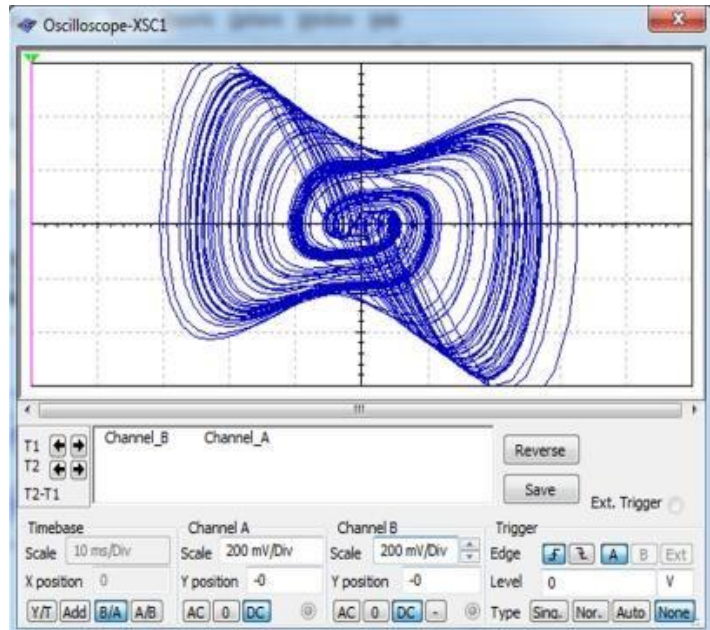 Oscilloscope-XSC1
T1
Channel_B Channel_A
Reverse
T2
T2-T1
Save
Ext. Trigger
Timebase
Channel A
Channel B
Trigger
Scale 10 ms/Div
Scale 200 mV/Div
Scale 200 mV/Div
Edge A B Ext
X position 0
Y position -0
Y position -0
Level 0 V
Y/T Add B/A A/B
AC 0 DC
AC 0 DC -
Type Sing. Nor. Auto None